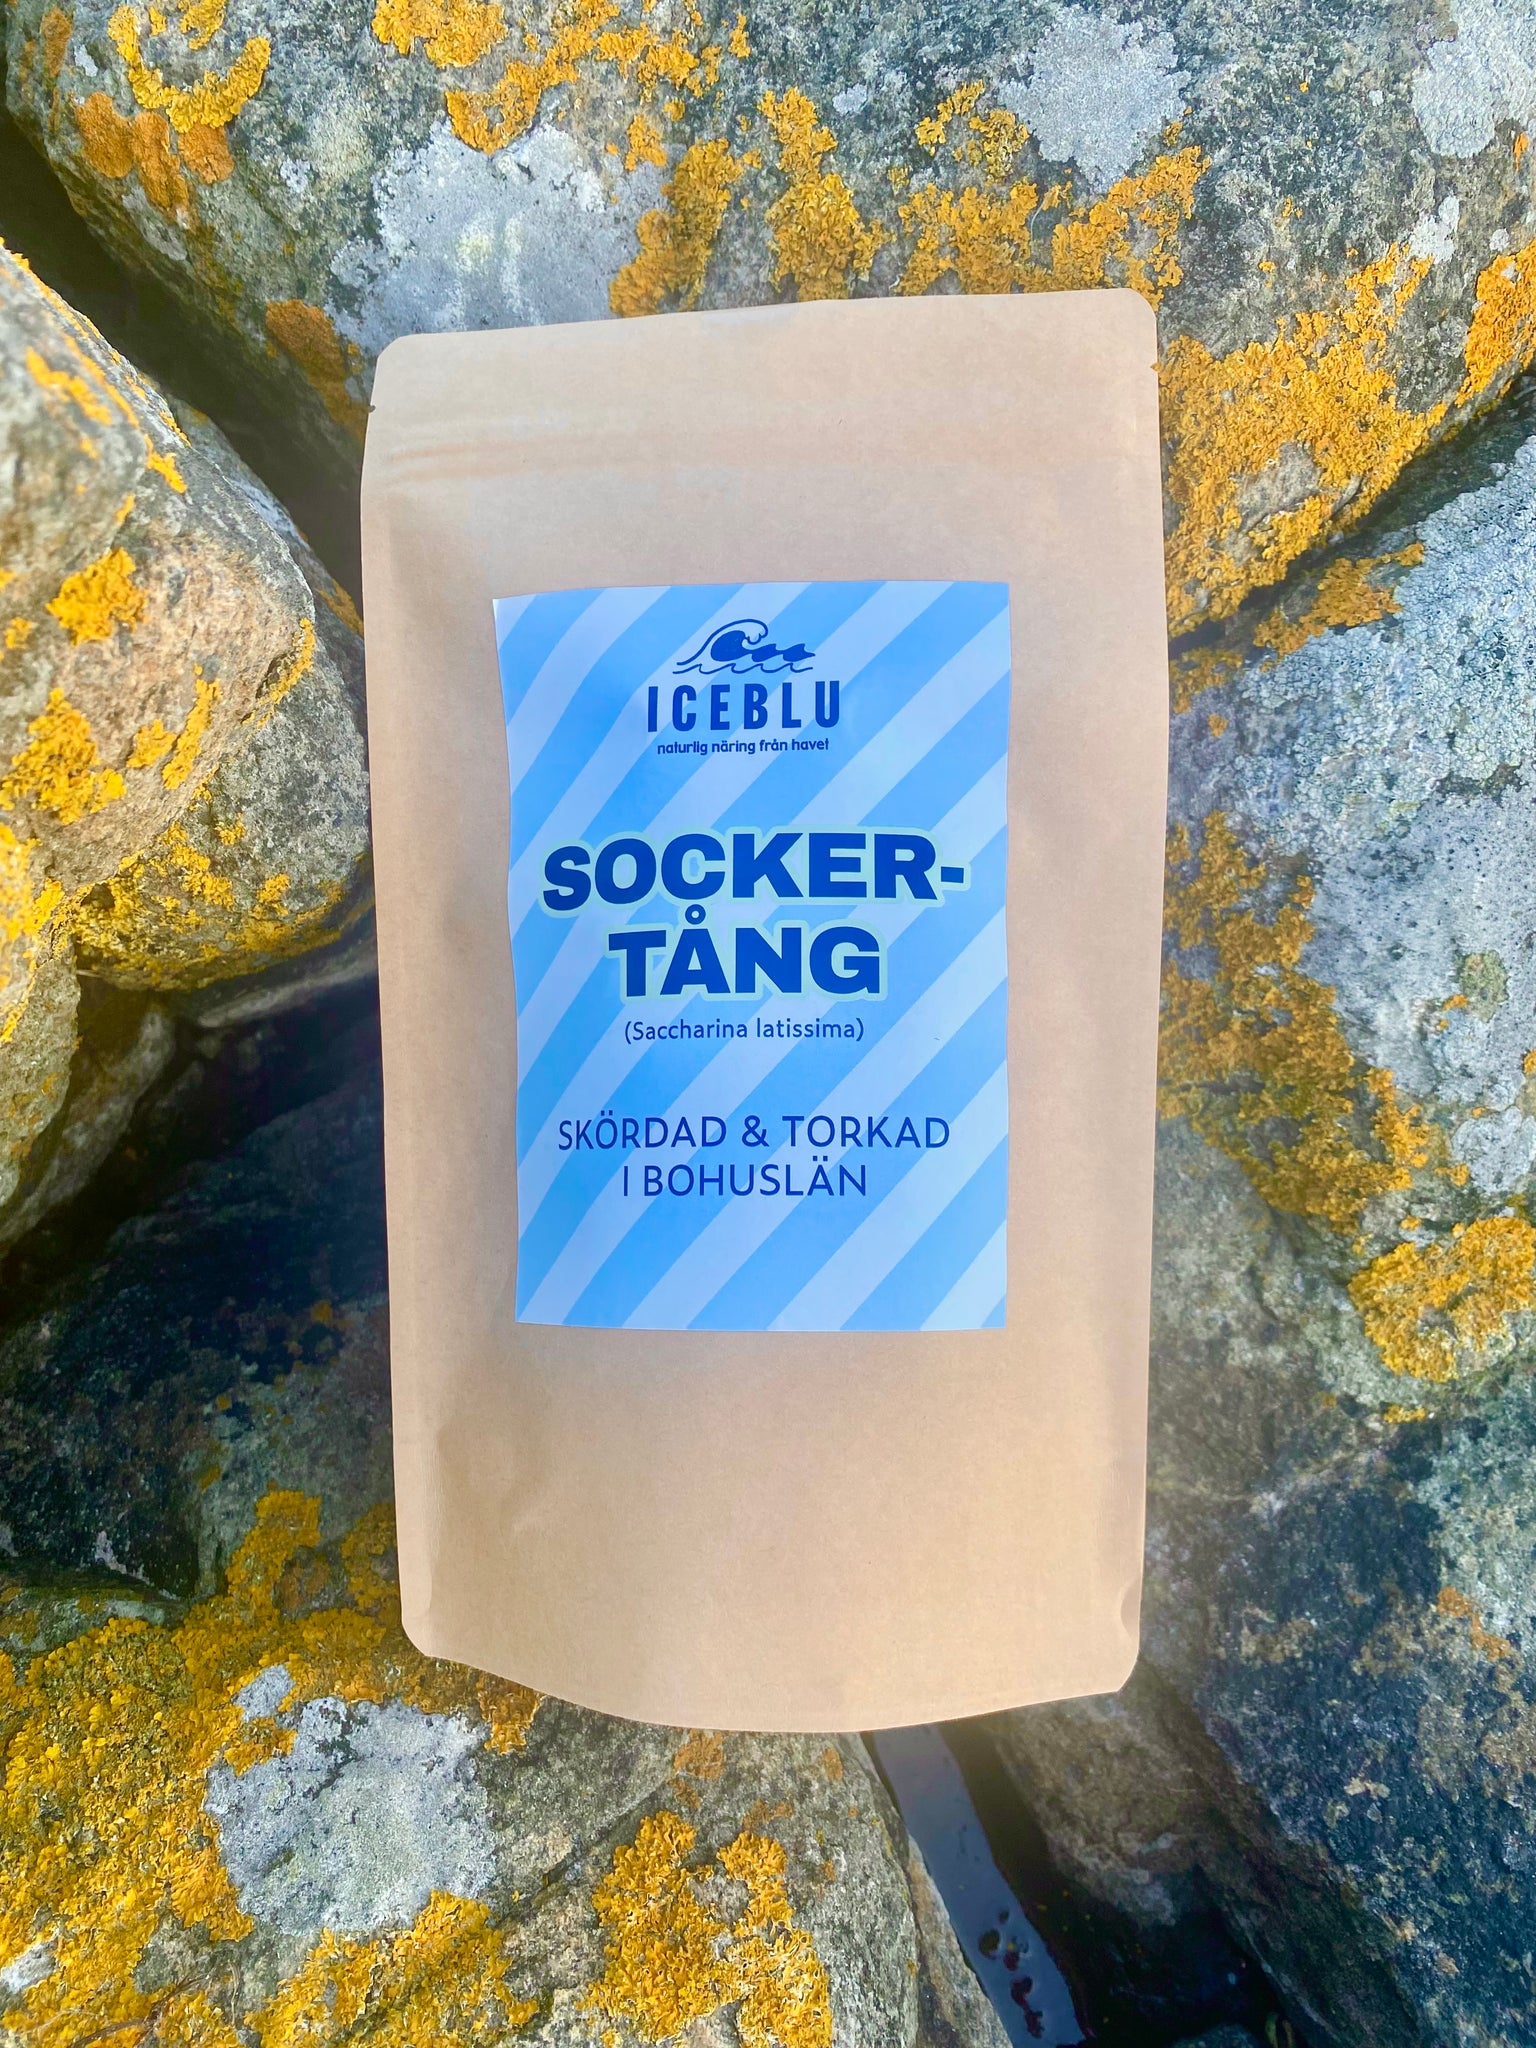 ICEBLU
naturlig näring från havet
SOCKER-
TÅNG
(Saccharina latissima)
SKÖRDAD & TORKAD
I BOHUSLÄN